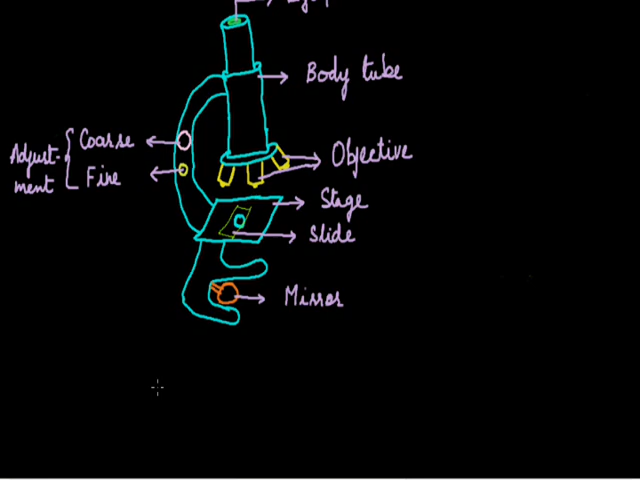 Body tube
Coarse
Adjust-
ment
Fine
Objective
Stage
Slide
Mirror